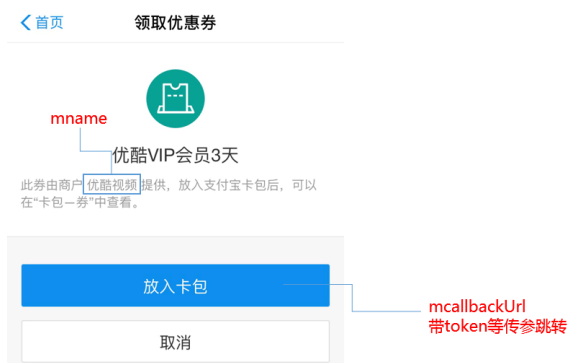 首页
领取优惠券
mname
优酷VIP会员3天
此券由商户 优酷视频 提供，放入支付宝卡包后，可以
在“卡包—券”中查看。
放入卡包
mcallbackUrl
带token等传参跳转
取消